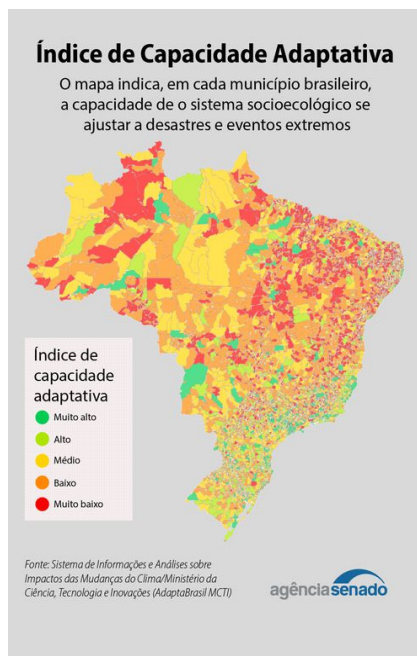 Índice de Capacidade Adaptativa
O mapa indica, em cada município brasileiro,
a capacidade de o sistema socioecológico se
ajustar a desastres e eventos extremos
Índice de
capacidade
adaptativa
Muito alto
Alto
Médio
Baixo
Muito baixo
Fonte: Sistema de Informações e Análises sobre
Impactos das Mudanças do Clima/Ministério da
Ciência, Tecnologia e Inovações (AdaptaBrasil MCTI)
agênciasenado